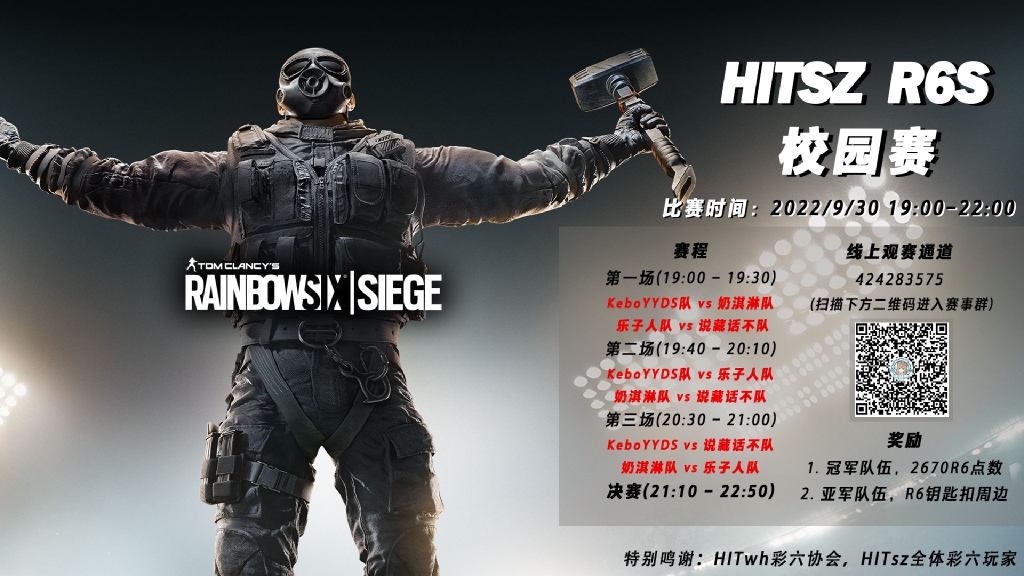 HITSZ R6S
校园赛
比赛时间：2022/9/30 19:00-22:00
TOM CLANCY'S
RAINBOWSIX|SIEGE
赛程
第一场(19:00 - 19:30)
KeboYYDS队 vs 奶淇淋队
乐子人队 vs 说藏话不队
第二场(19:40 - 20:10)
KeboYYDS队 vs 乐子人队
奶淇淋队 vs 说藏话不队
第三场(20:30 - 21:00)
KeboYYDS vs 说藏话不队
奶淇淋队 vs 乐子人队
决赛(21:10 - 22:50)
线上观赛通道
424283575
(扫描下方二维码进入赛事群)
奖励
1. 冠军队伍，2670R6点数
2. 亚军队伍，R6钥匙扣周边
特别鸣谢：HITwh彩六协会，HITsz全体彩六玩家